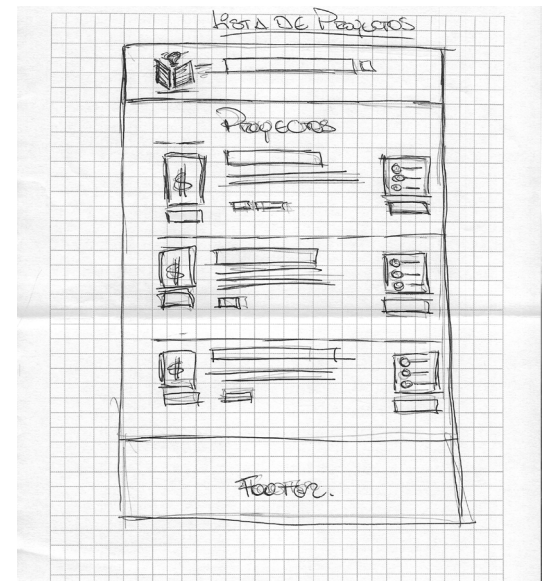 LISTA DE PROYECTOS
PROYECTOS
$
$
$
FOOTER.